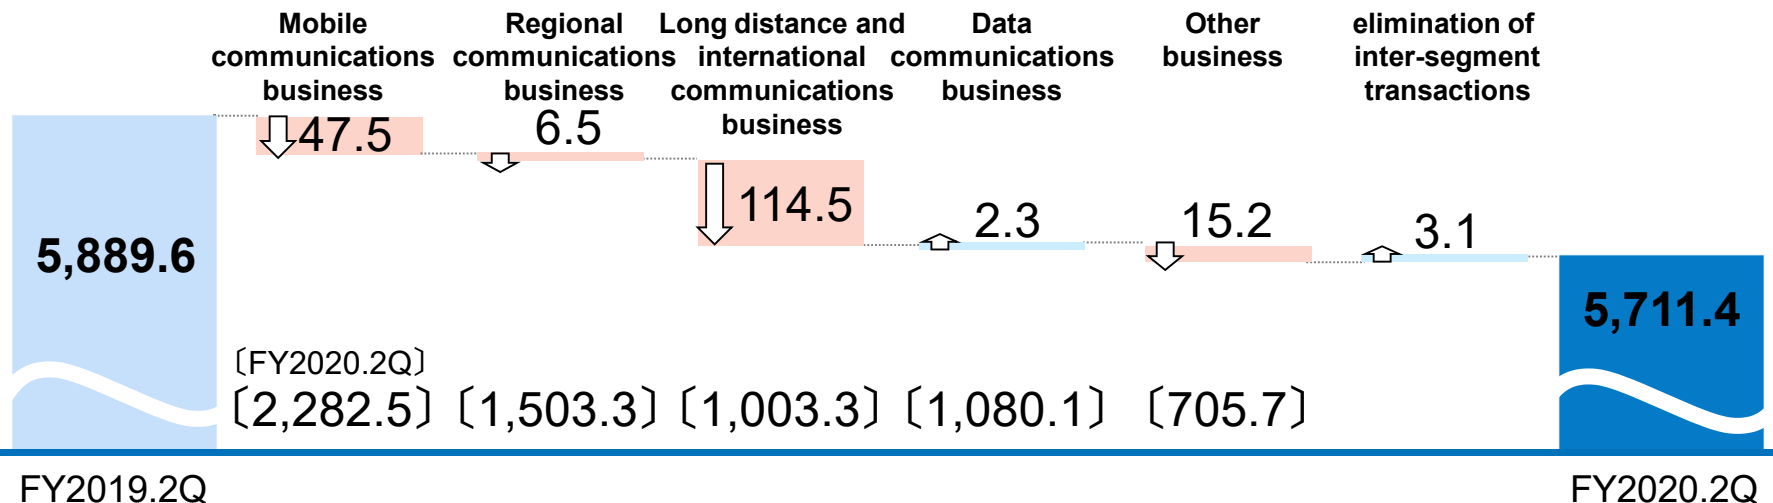 Mobile
communications
business
Regional
communications
business
Long distance and
international
communications
business
Data
communications
business
Other
business
elimination of
inter-segment
transactions
5,889.6
47.5
6.5
114.5
2.3
15.2
3.1
5,711.4
〔FY2020.2Q〕
〔2,282.5〕〔1,503.3〕〔1,003.3〕〔1,080.1〕〔705.7〕
FY2019.2Q
FY2020.2Q